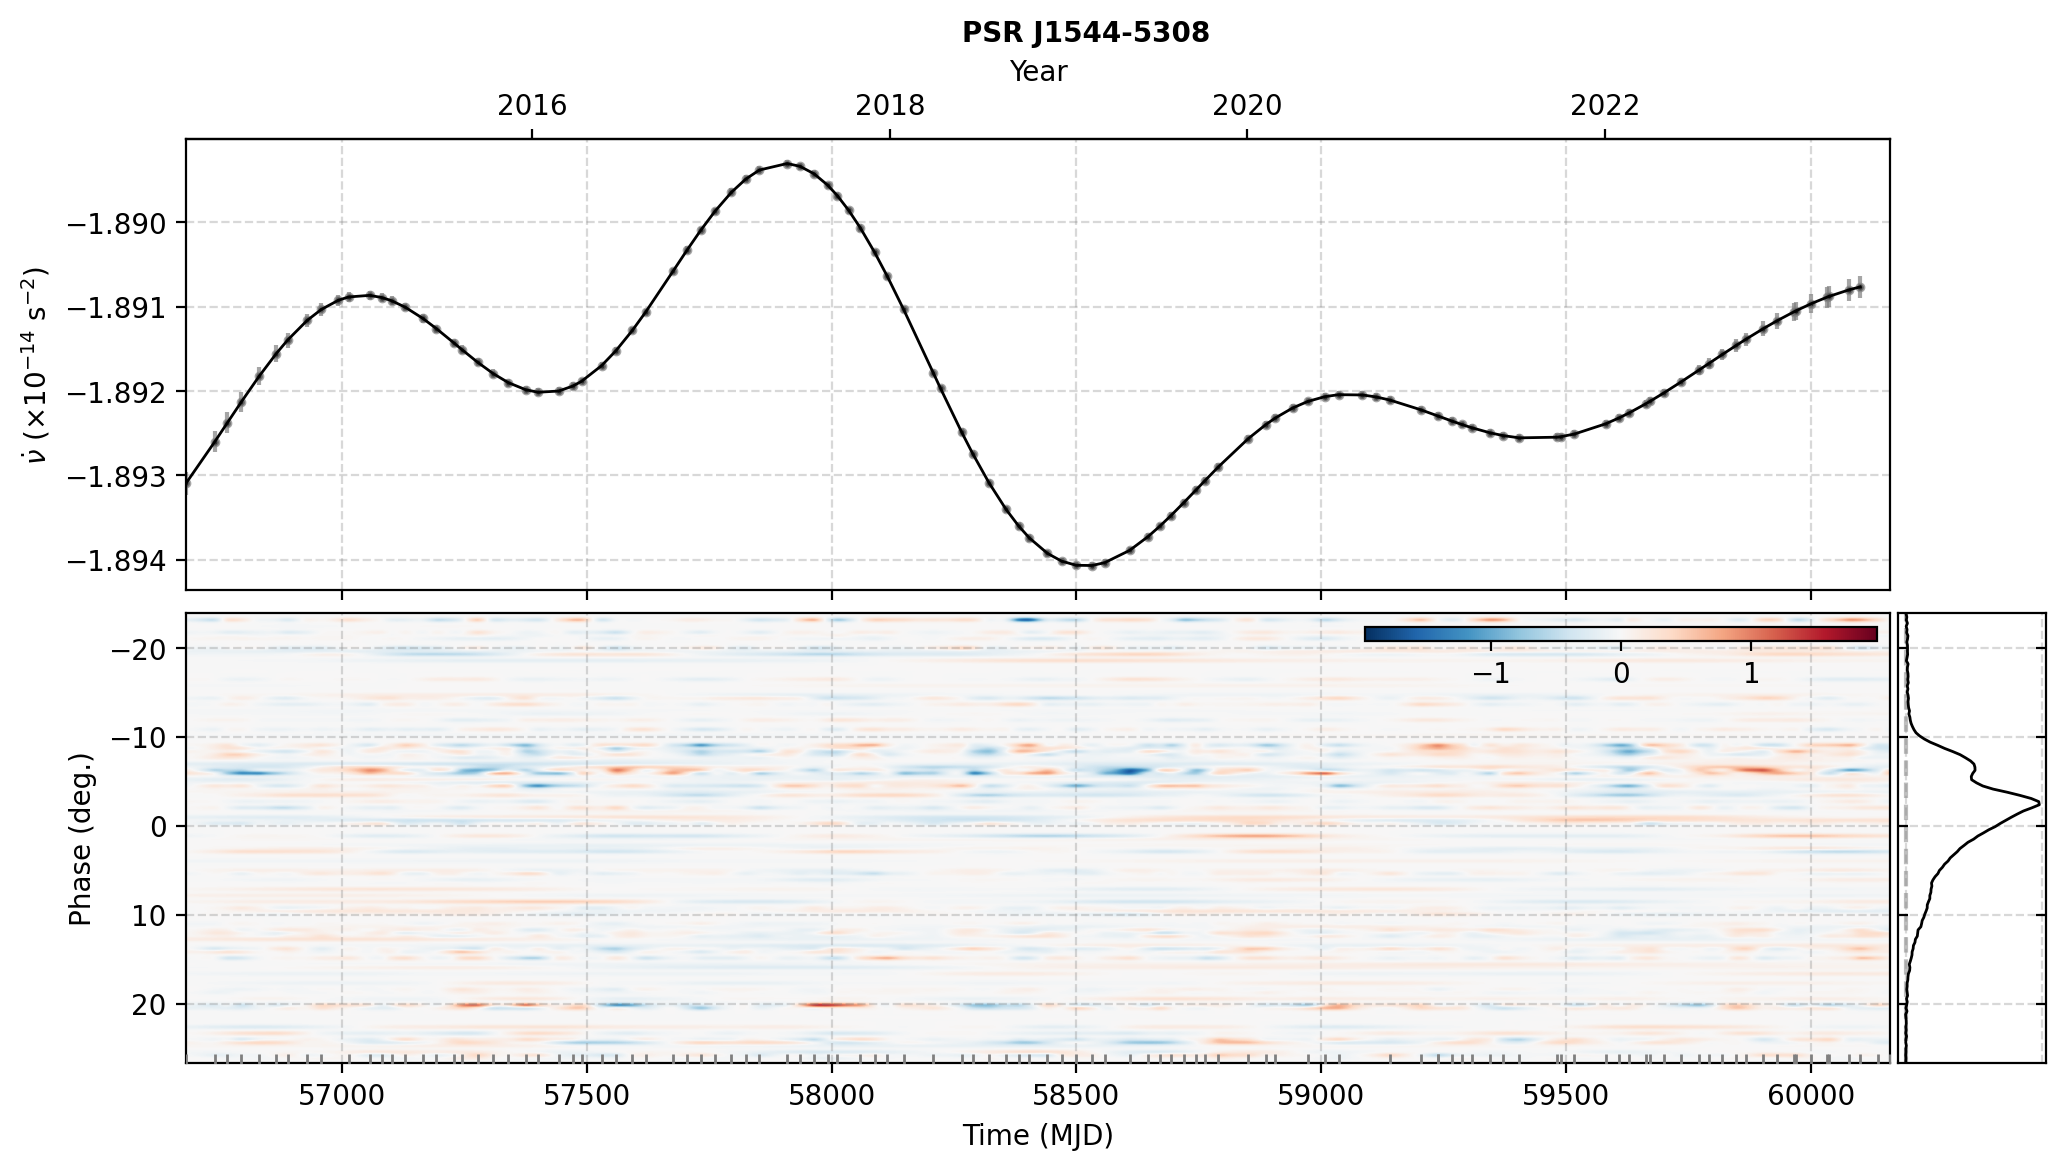 PSR J1544-5308
Year
2016 2018 2020 2022
−1.890
−1.891
−1.892
−1.893
−1.894
ν̇ (×10⁻¹⁴ s⁻²)
−1 0 1
−20
−10
0
10
20
Phase (deg.)
57000 57500 58000 58500 59000 59500 60000
Time (MJD)